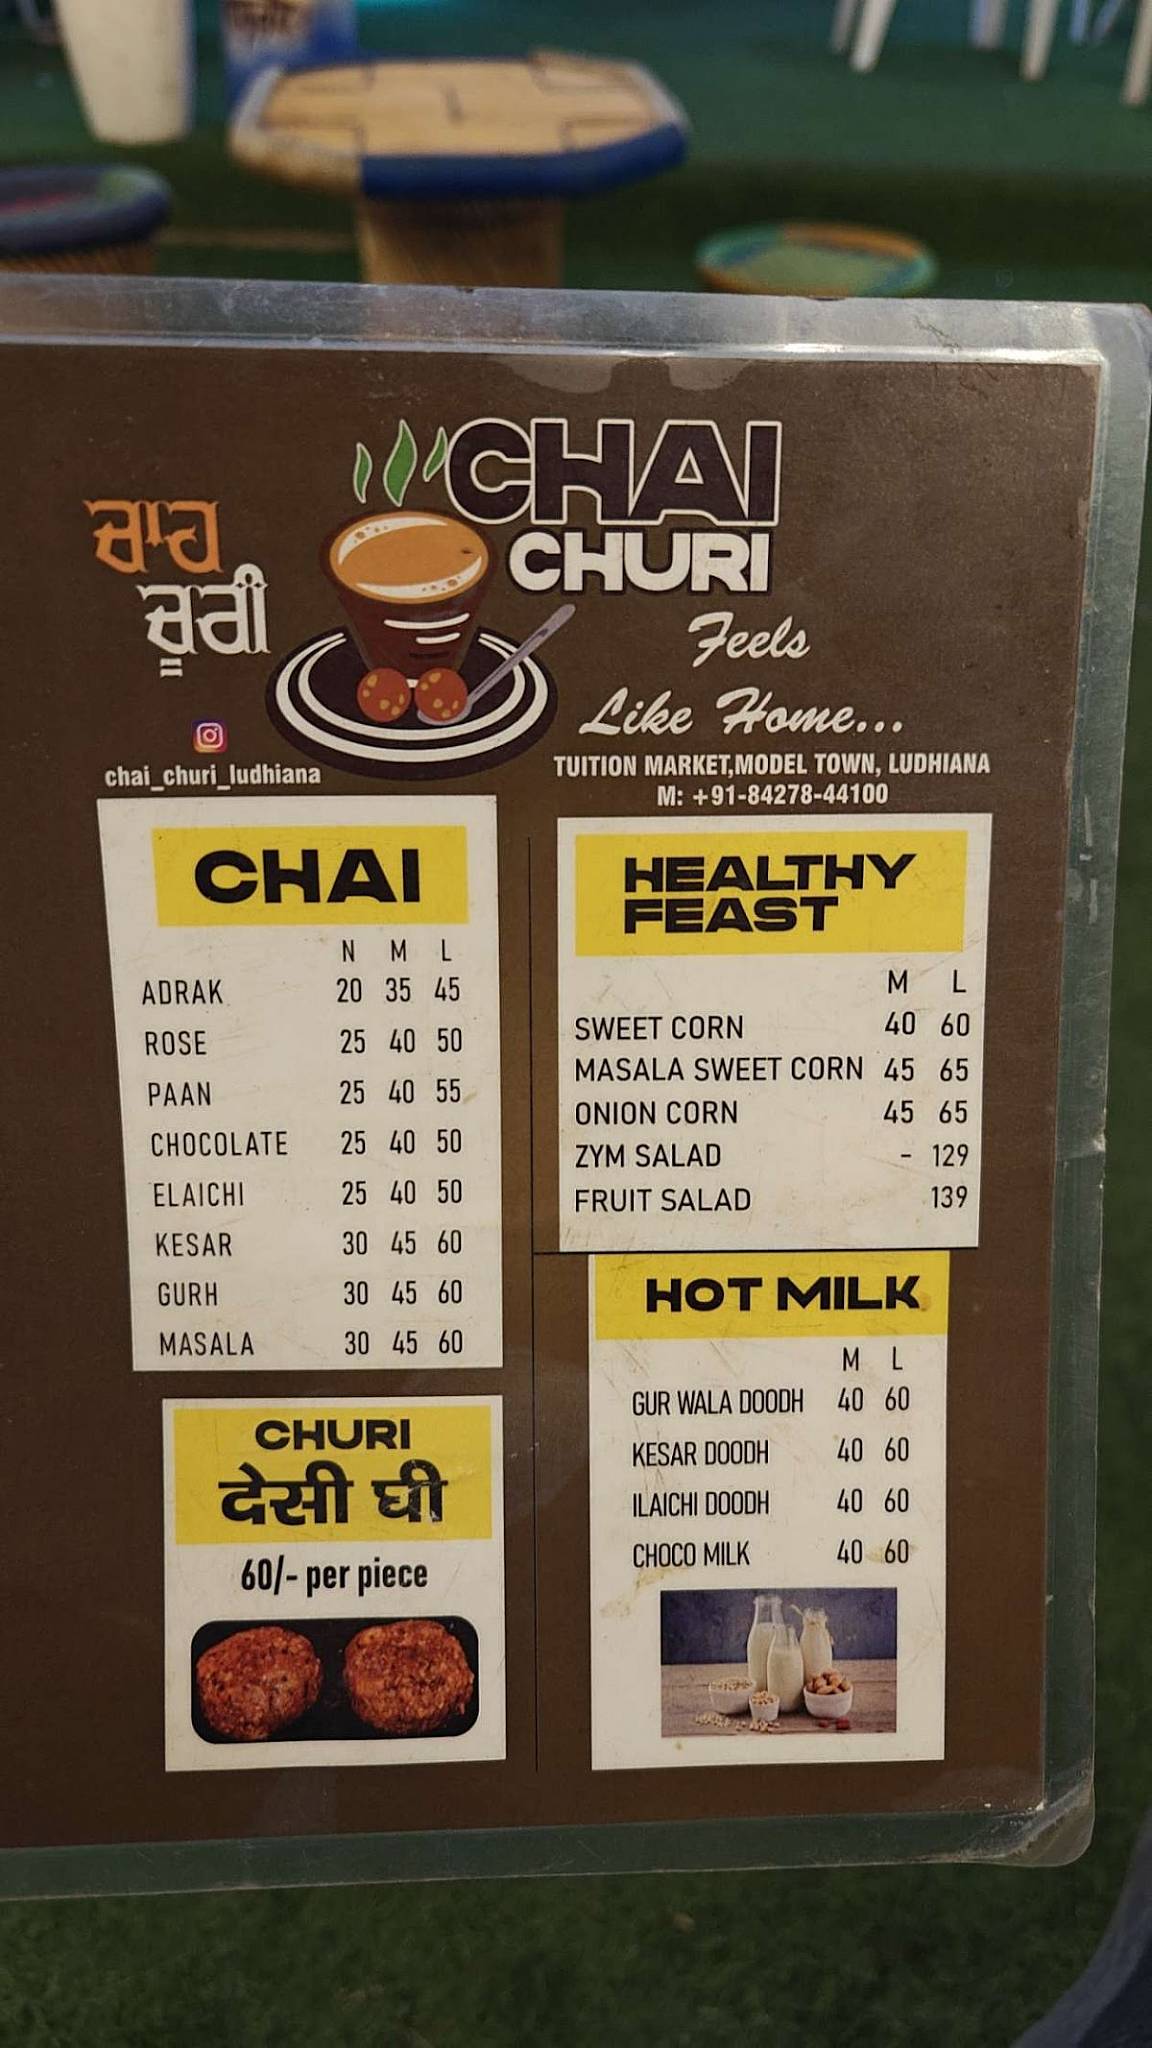 ਚਾਹ
ਚੂਰੀ
CHAI
CHURI
Feels
Like Home...
chai_churi_ludhiana
TUITION MARKET,MODEL TOWN, LUDHIANA
M: +91-84278-44100
CHAI
N M L
ADRAK 20 35 45
ROSE 25 40 50
PAAN 25 40 55
CHOCOLATE 25 40 50
ELAICHI 25 40 50
KESAR 30 45 60
GURH 30 45 60
MASALA 30 45 60
CHURI
देसी घी
60/- per piece
HEALTHY
FEAST
M L
SWEET CORN 40 60
MASALA SWEET CORN 45 65
ONION CORN 45 65
ZYM SALAD - 129
FRUIT SALAD 139
HOT MILK
M L
GUR WALA DOODH 40 60
KESAR DOODH 40 60
ILAICHI DOODH 40 60
CHOCO MILK 40 60